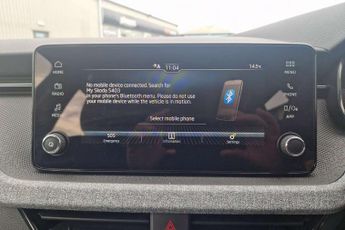 11:04
14.5°c
HOME
RADIO
MEDIA
MENU
PHONE
APP
No mobile device connected. Search for
My Skoda 5403
in your phone's Bluetooth menu. Please do not use
your mobile device while the vehicle is in motion.
Select mobile phone
SOS
Emergency
Information
Settings